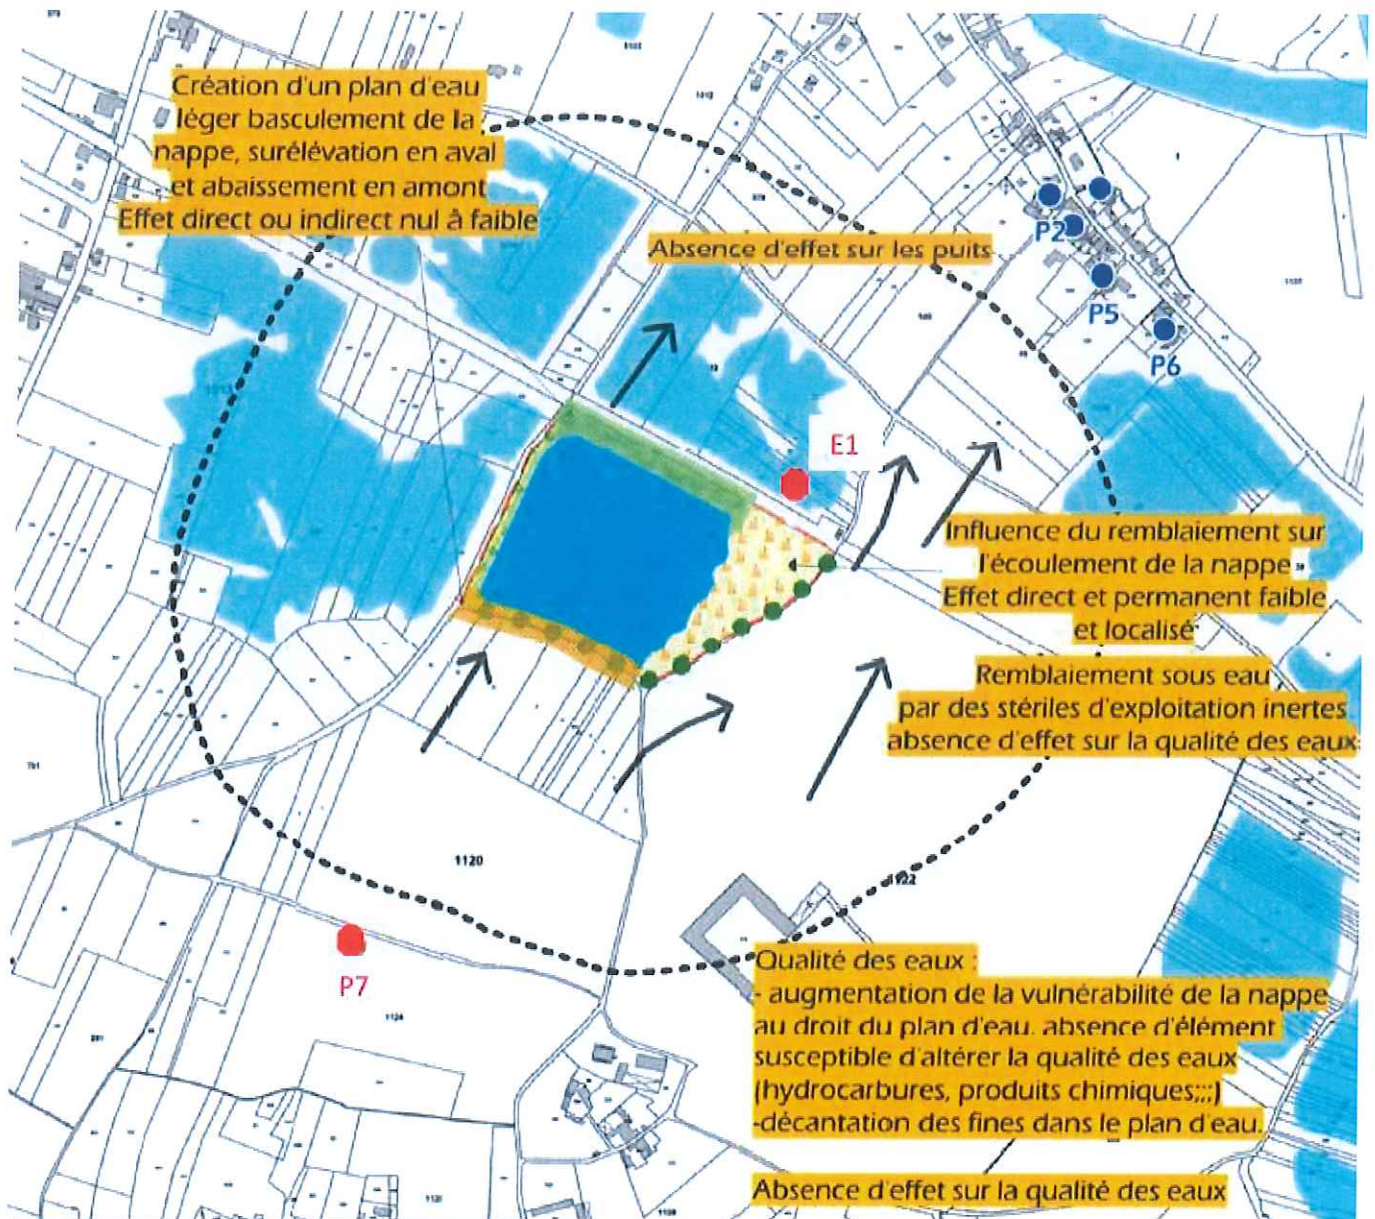 Création d'un plan d'eau
léger basculement de la
nappe, surélévation en aval
et abaissement en amont
Effet direct ou indirect nul à faible
Absence d'effet sur les puits
P2
P5
P6
E1
Influence du remblaiement sur
l'écoulement de la nappe
Effet direct et permanent faible
et localisé
Remblaiement sous eau
par des stériles d'exploitation inertes.
absence d'effet sur la qualité des eaux
1120
1122
P7
1124
Qualité des eaux :
- augmentation de la vulnérabilité de la nappe
au droit du plan d'eau. absence d'élément
susceptible d'altérer la qualité des eaux
(hydrocarbures, produits chimiques;;;)
-décantation des fines dans le plan d'eau.
Absence d'effet sur la qualité des eaux